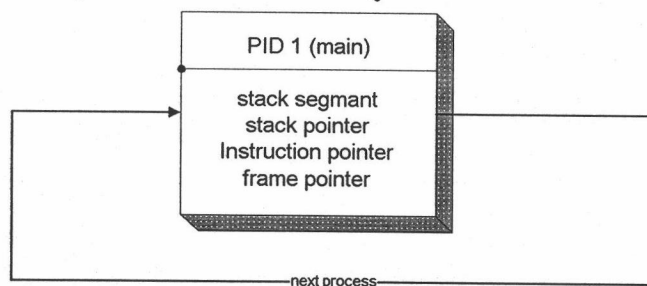 PID 1 (main)
stack segmant
stack pointer
Instruction pointer
frame pointer
next process